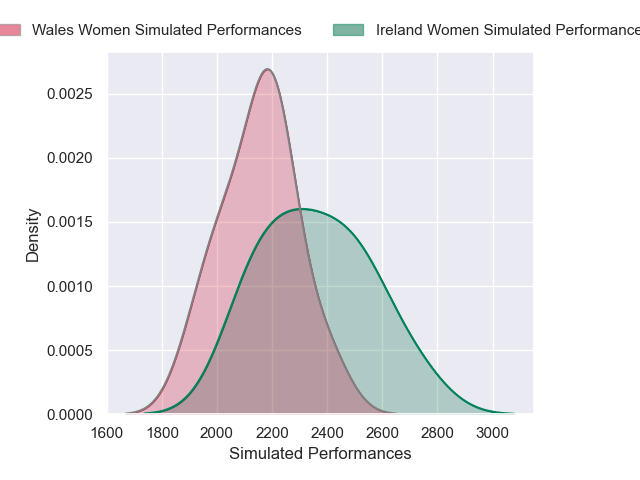 Wales Women Simulated Performances Ireland Women Simulated Performance
0.0025
0.0020
0.0015
0.0010
0.0005
0.0000
Density
1600 1800 2000 2200 2400 2600 2800 3000
Simulated Performances